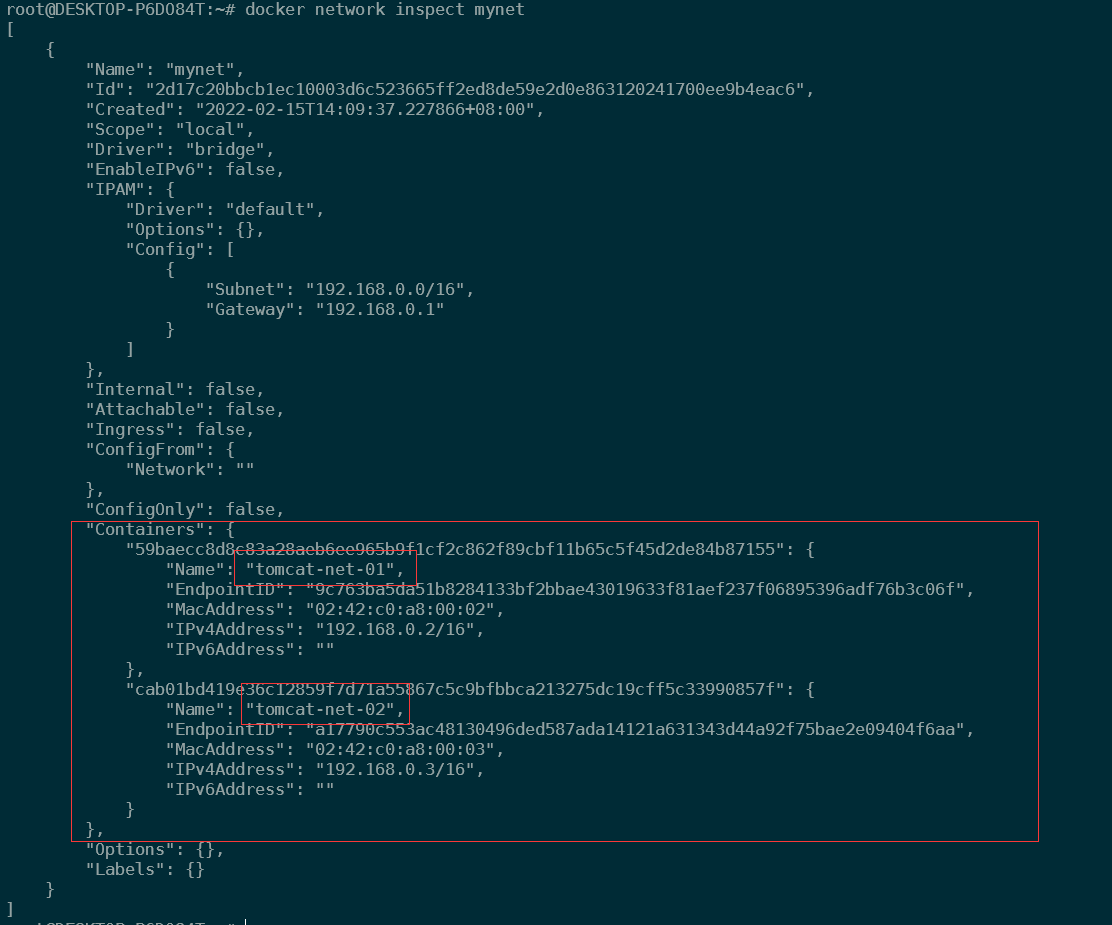 root@DESKTOP-P6DO84T:~# docker network inspect mynet
[
    {
        "Name": "mynet",
        "Id": "2d17c20bbcb1ec10003d6c523665ff2ed8de59e2d0e863120241700ee9b4eac6",
        "Created": "2022-02-15T14:09:37.227866+08:00",
        "Scope": "local",
        "Driver": "bridge",
        "EnableIPv6": false,
        "IPAM": {
            "Driver": "default",
            "Options": {},
            "Config": [
                {
                    "Subnet": "192.168.0.0/16",
                    "Gateway": "192.168.0.1"
                }
            ]
        },
        "Internal": false,
        "Attachable": false,
        "Ingress": false,
        "ConfigFrom": {
            "Network": ""
        },
        "ConfigOnly": false,
        "Containers": {
            "59baecc8d8c83a28aeb6ee965b9f1cf2c862f89cbf11b65c5f45d2de84b87155": {
                "Name": "tomcat-net-01",
                "EndpointID": "9c763ba5da51b8284133bf2bbae43019633f81aef237f06895396adf76b3c06f",
                "MacAddress": "02:42:c0:a8:00:02",
                "IPv4Address": "192.168.0.2/16",
                "IPv6Address": ""
            },
            "cab01bd419e36c12859f7d71a55867c5c9bfbbca213275dc19cff5c33990857f": {
                "Name": "tomcat-net-02",
                "EndpointID": "a17790c553ac48130496ded587ada14121a631343d44a92f75bae2e09404f6aa",
                "MacAddress": "02:42:c0:a8:00:03",
                "IPv4Address": "192.168.0.3/16",
                "IPv6Address": ""
            }
        },
        "Options": {},
        "Labels": {}
    }
]